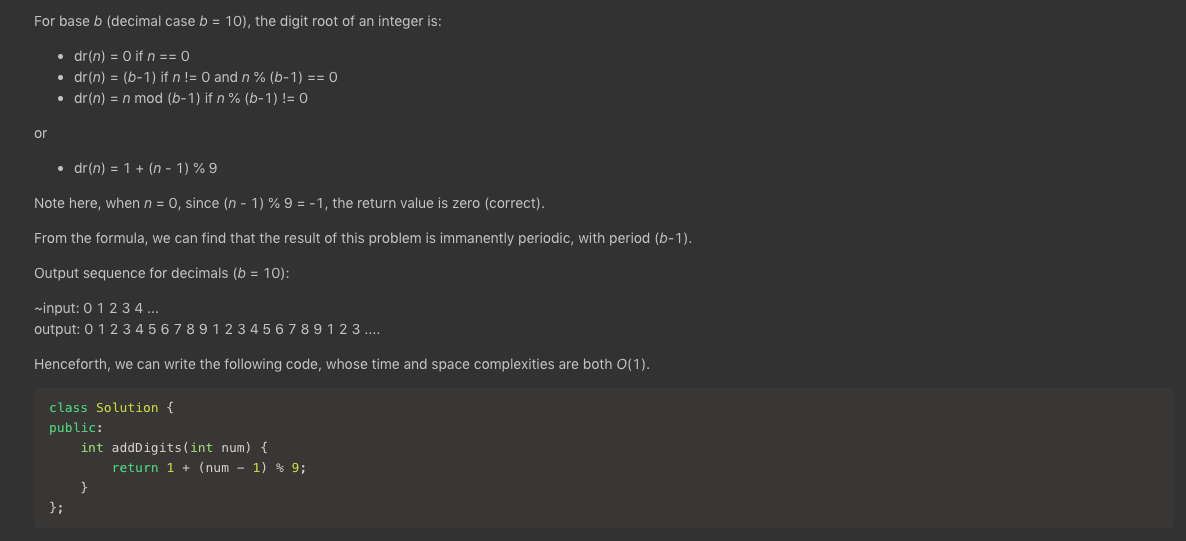 For base b (decimal case b = 10), the digit root of an integer is:
• dr(n) = 0 if n == 0
• dr(n) = (b-1) if n != 0 and n % (b-1) == 0
• dr(n) = n mod (b-1) if n % (b-1) != 0
or
• dr(n) = 1 + (n - 1) % 9
Note here, when n = 0, since (n - 1) % 9 = -1, the return value is zero (correct).
From the formula, we can find that the result of this problem is immanently periodic, with period (b-1).
Output sequence for decimals (b = 10):
~input: 0 1 2 3 4 ...
output: 0 1 2 3 4 5 6 7 8 9 1 2 3 4 5 6 7 8 9 1 2 3 ....
Henceforth, we can write the following code, whose time and space complexities are both O(1).
class Solution {
public:
    int addDigits(int num) {
        return 1 + (num - 1) % 9;
    }
};